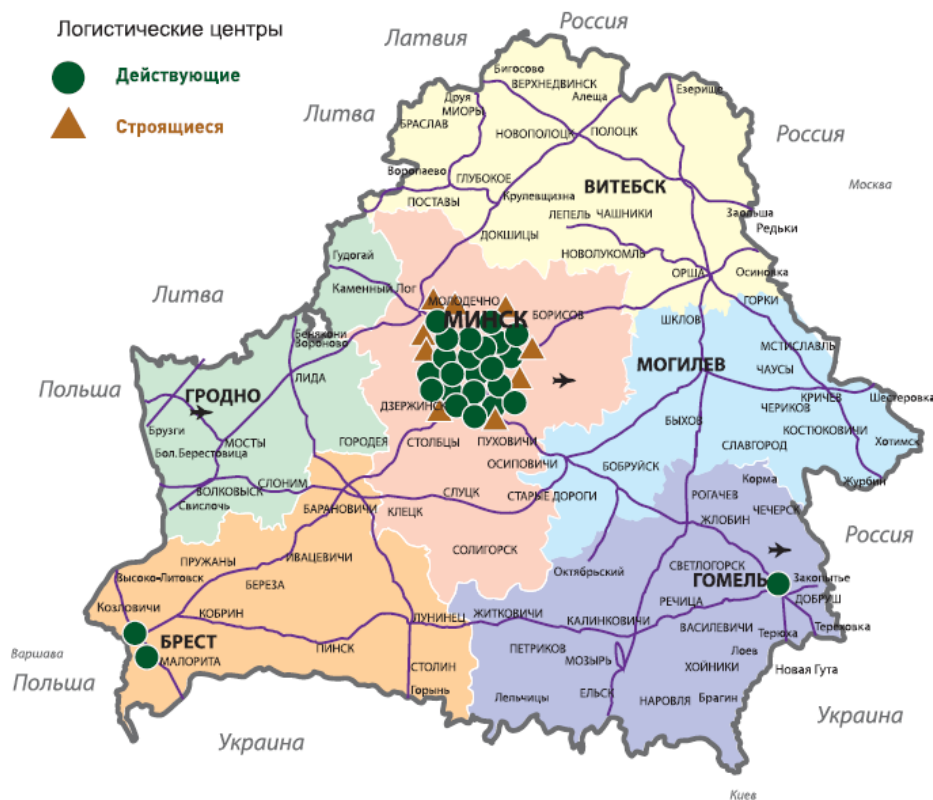 Логистические центры
Действующие
Строящиеся
Россия
Латвия
Литва
Россия
Москва
Литва
Польша
Бигосово
ВЕРХНЕДВИНСК
Езерище
Друя
Алеща
МИОРЫ
БРАСЛАВ
НОВОПОЛОЦК
ПОЛОЦК
Воропаево
ГЛУБОКОЕ
ВИТЕБСК
Крулевщизна
ПОСТАВЫ
ЛЕПЕЛЬ
ЧАШНИКИ
Заольша
Редьки
ДОКШИЦЫ
НОВОЛУКОМЛЬ
Гудогай
ОРША
Осиновка
Каменный Лог
МОЛОДЕЧНО
ГОРКИ
МИНСК
БОРИСОВ
ШКЛОВ
Бенякони
Вороново
МСТИСЛАВЛЬ
МОГИЛЕВ
ЧАУСЫ
ЛИДА
ГРОДНО
КРИЧЕВ
Шестеровка
ДЗЕРЖИНС
ЧЕРИКОВ
БЫХОВ
КОСТЮКОВИЧИ
Брузги
МОСТЫ
ГОРОДЕЯ
СТОЛБЦЫ
ПУХОВИЧИ
СЛАВГОРОД
Хотимск
Бол.Берестовица
ОСИПОВИЧИ
БОБРУЙСК
Корма
Журбин
СЛОНИМ
ВОЛКОВЫСК
СЛУЦК
СТАРЫЕ ДОРОГИ
РОГАЧЕВ
Свислочь
БАРАНОВИЧИ
КЛЕЦК
ЧЕЧЕРСК
ЖЛОБИН
Россия
СОЛИГОРСК
ИВАЦЕВИЧИ
ПРУЖАНЫ
СВЕТЛОГОРСК
Октябрьский
Высоко-Литовск
БЕРЕЗА
ГОМЕЛЬ
Закопытье
ДОБРУШ
Козловичи
КОБРИН
ЛУНИНЕЦ
ЖИТКОВИЧИ
РЕЧИЦА
КАЛИНКОВИЧИ
ВАСИЛЕВИЧИ
Терюха
Тереховка
БРЕСТ
ПИНСК
ПЕТРИКОВ
Лоев
Варшава
МАЛОРИТА
СТОЛИН
МОЗЫРЬ
ХОЙНИКИ
Новая Гута
Польша
Горынь
Лельчицы
ЕЛЬСК
НАРОВЛЯ
Брагин
Украина
Украина
Киев